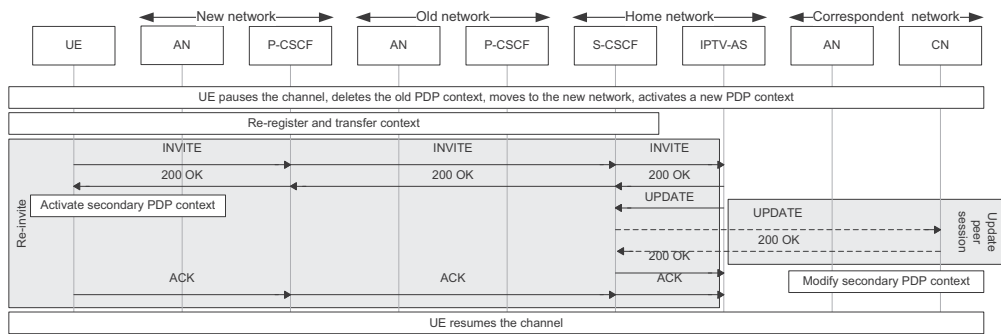 New network
Old network
Home network
Correspondent network
UE
AN
P-CSCF
AN
P-CSCF
S-CSCF
IPTV-AS
AN
CN
UE pauses the channel, deletes the old PDP context, moves to the new network, activates a new PDP context
Re-register and transfer context
Re-invite
INVITE
INVITE
INVITE
200 OK
200 OK
200 OK
Activate secondary PDP context
UPDATE
UPDATE
Update
peer
session
200 OK
200 OK
ACK
ACK
ACK
Modify secondary PDP context
UE resumes the channel